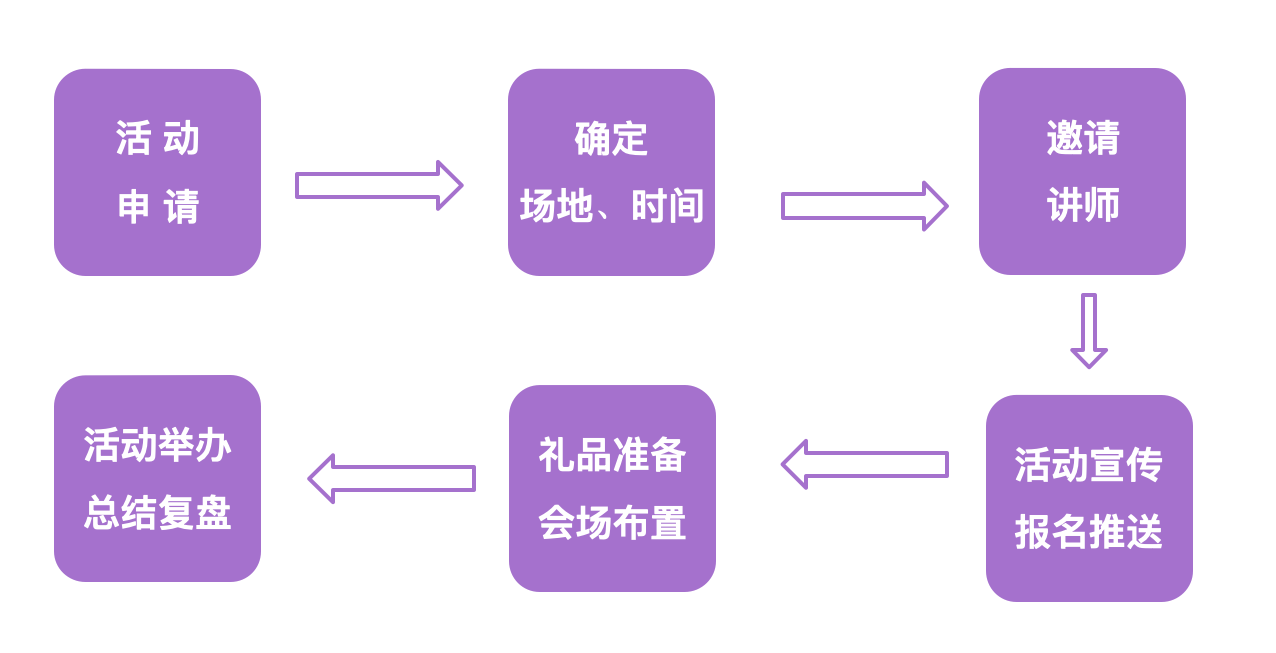 活 动
申 请
确定
场地、时间
邀请
讲师
活动宣传
报名推送
礼品准备
会场布置
活动举办
总结复盘